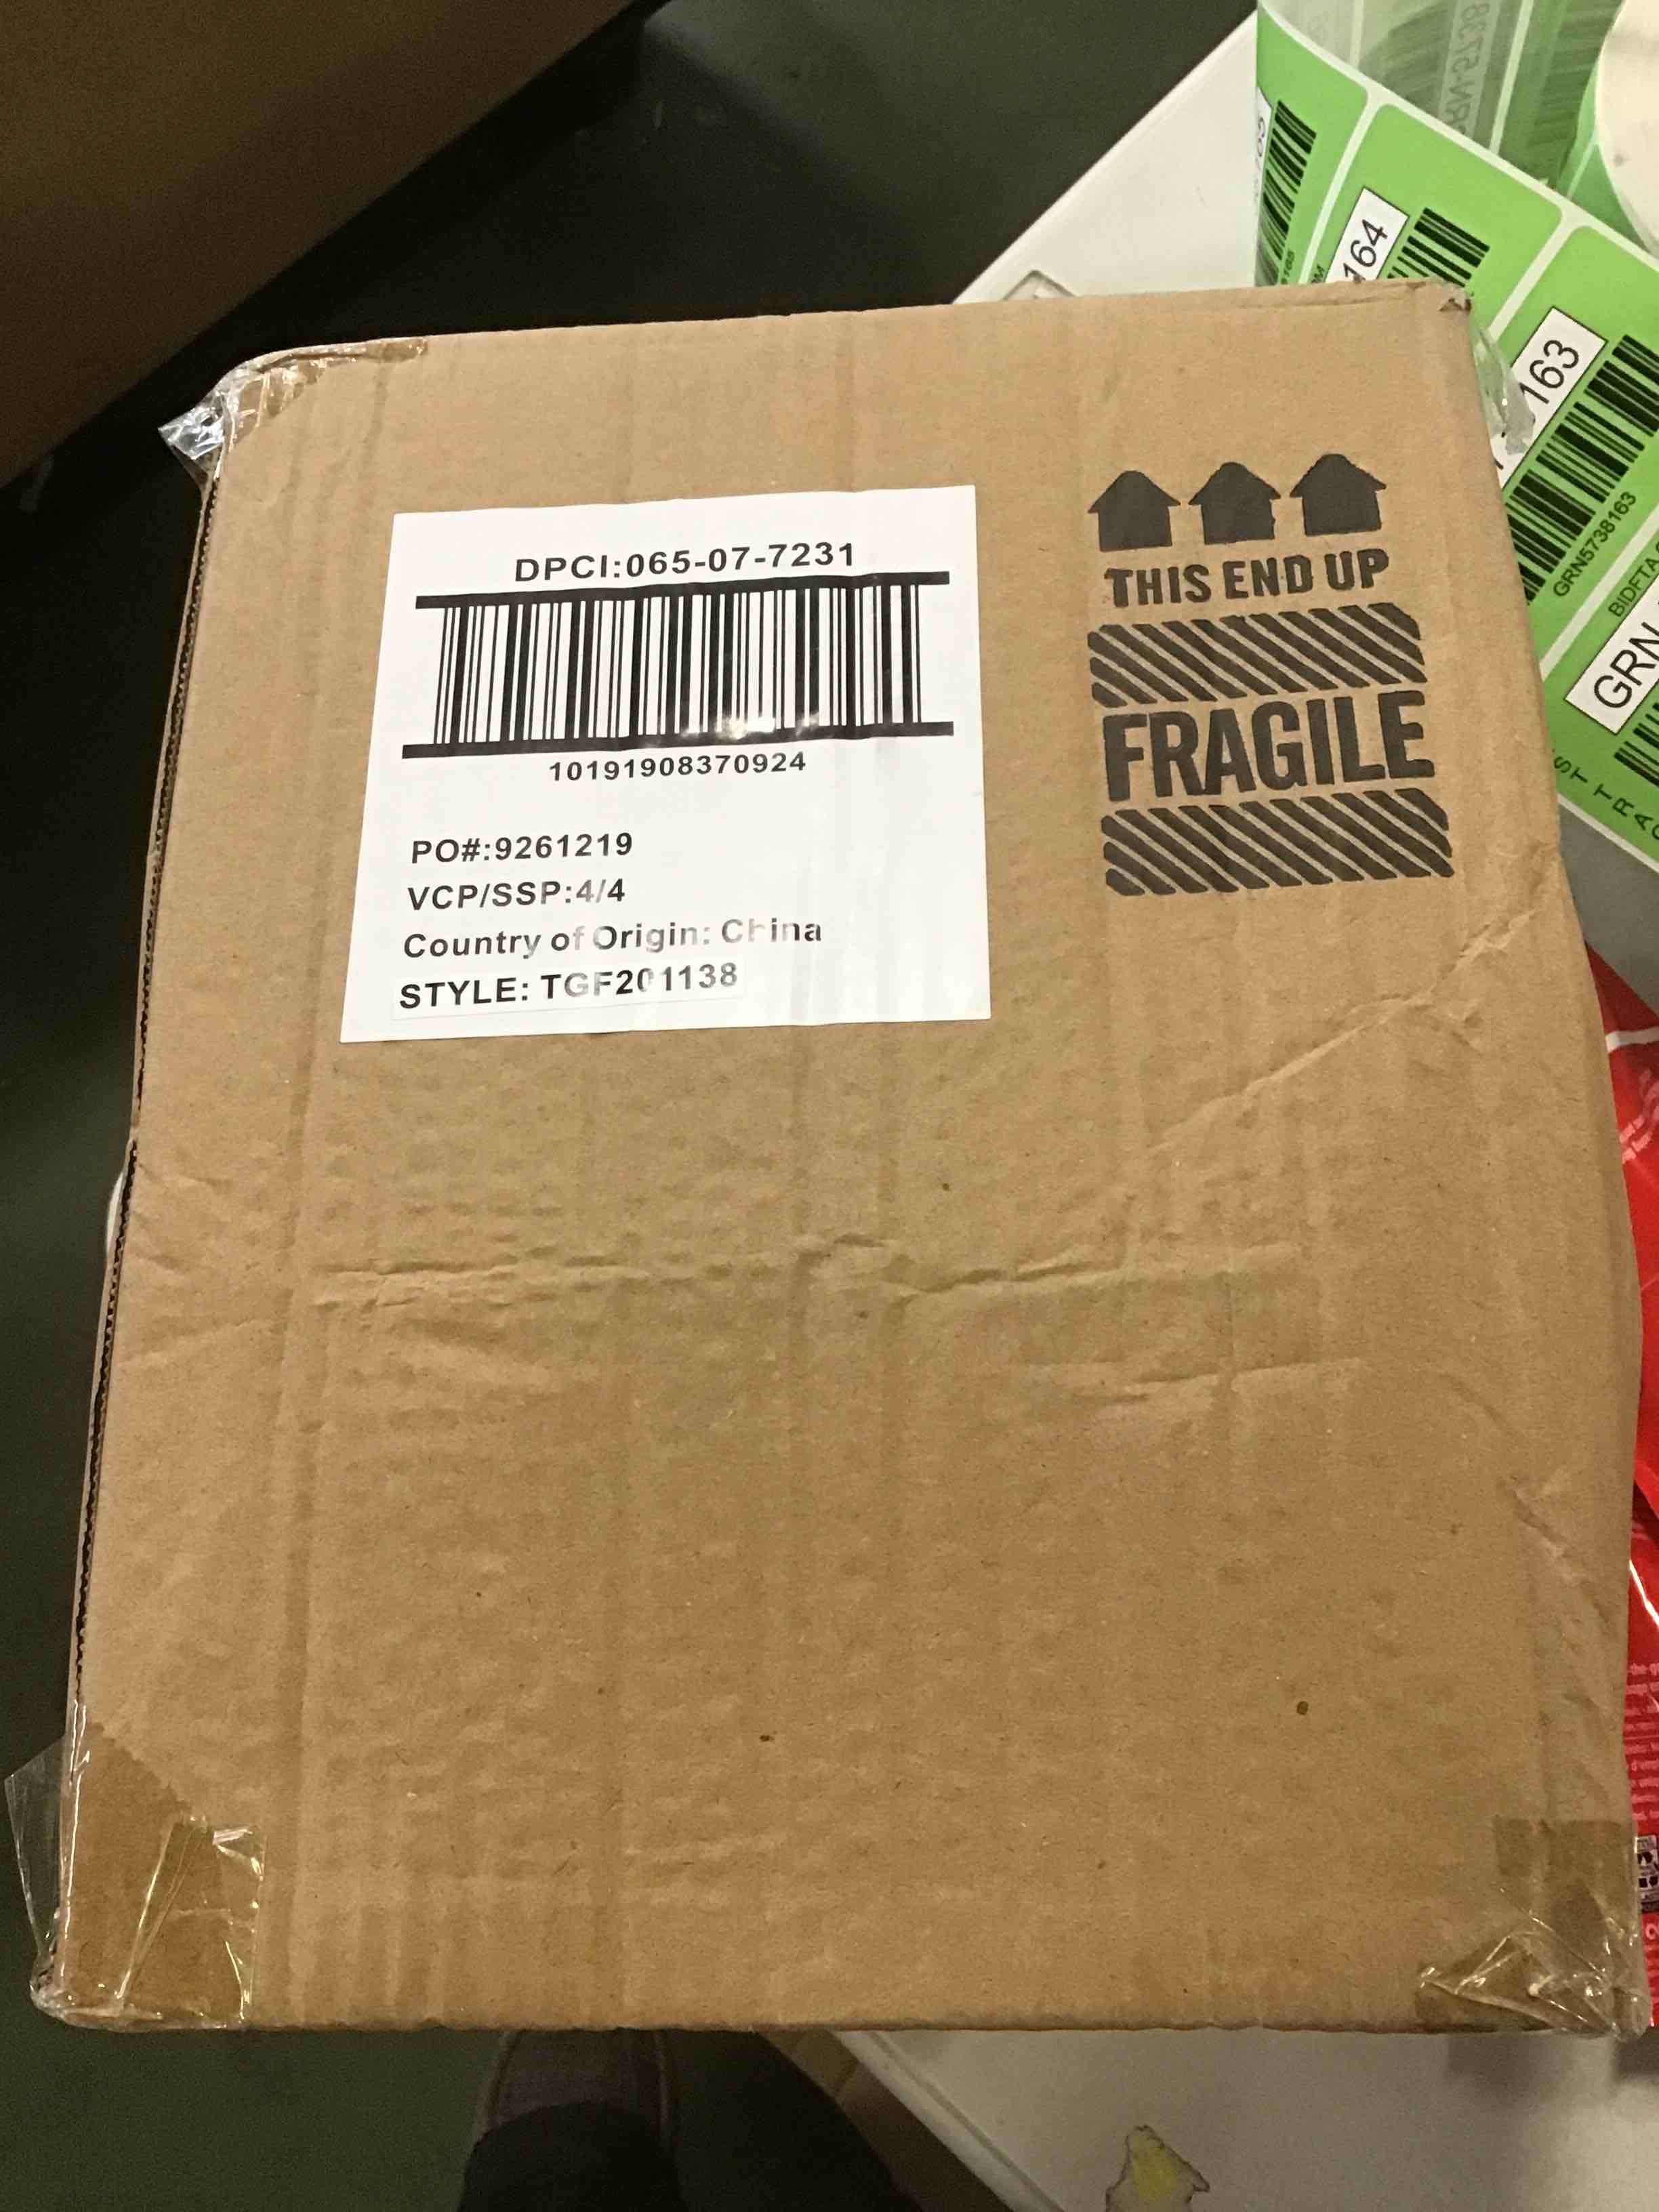 DPCI:065-07-7231
10191908370924
PO#:9261219
VCP/SSP:4/4
Country of Origin: China
STYLE: TGF201138
THIS END UP
FRAGILE
164
163
GRN5738163
BIDFTA
GRN